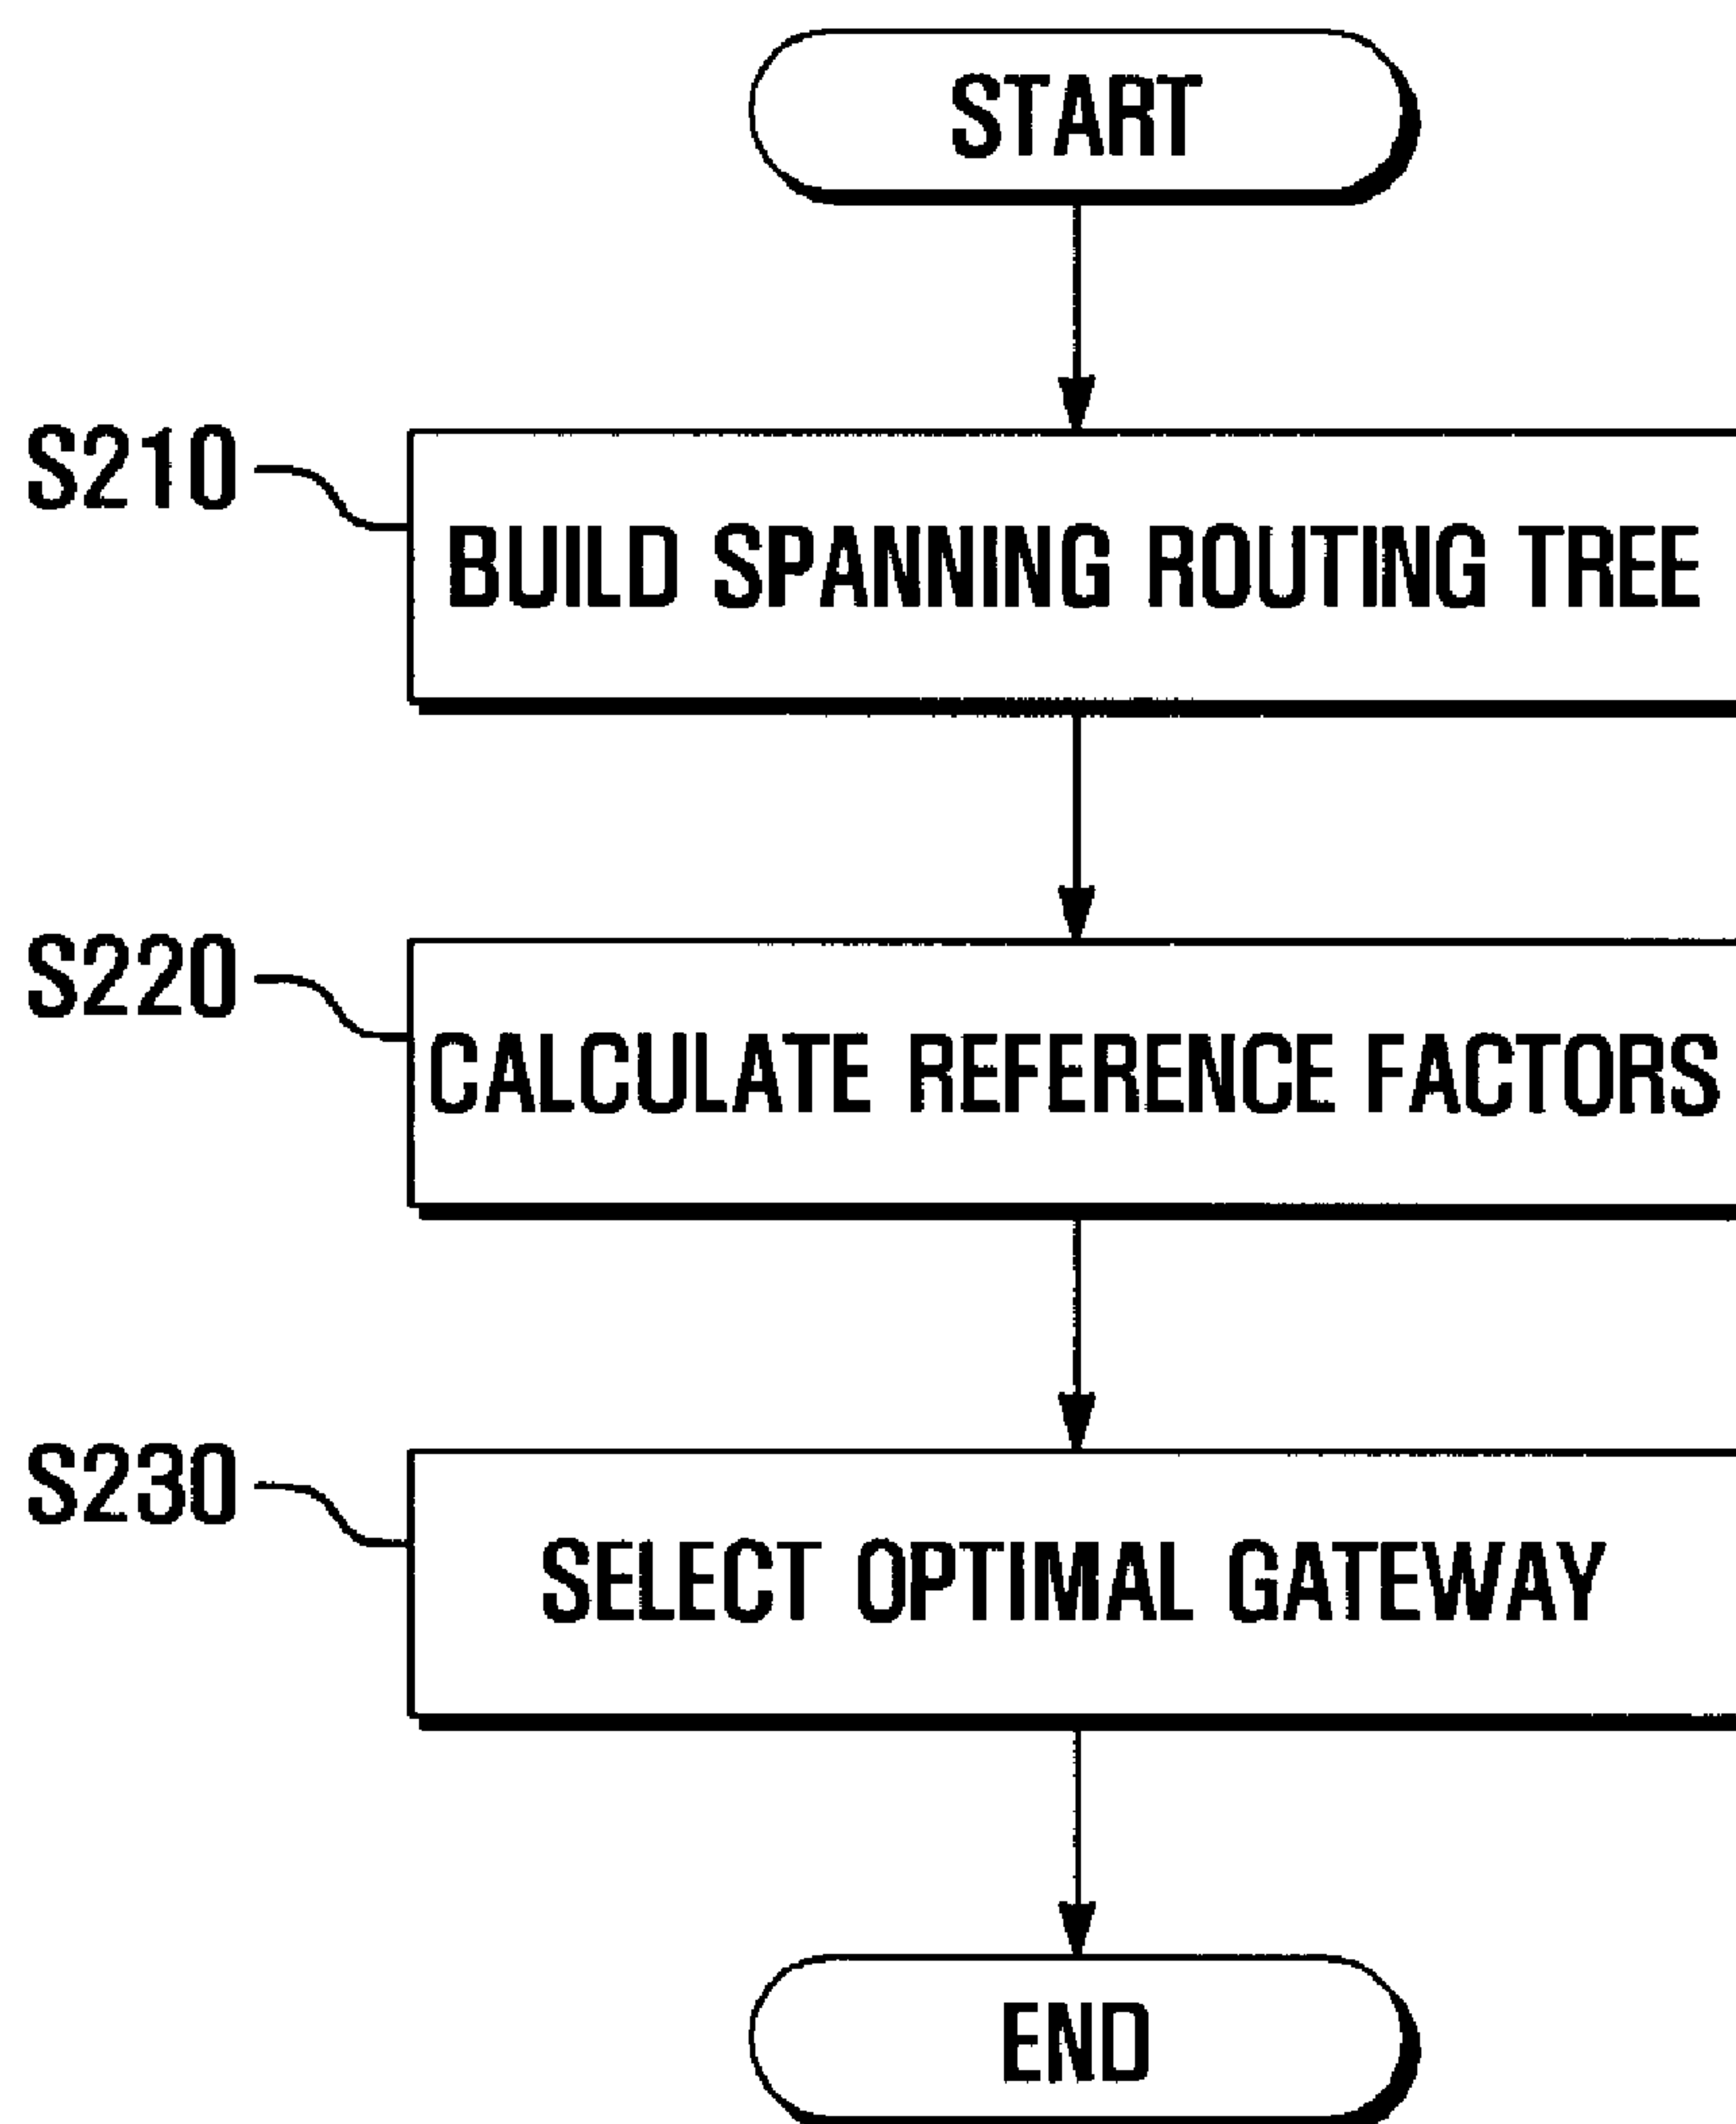 START
S210
BUILD SPANNING ROUTING TREE
S220
CALCULATE REFERENCE FACTORS
S230
SELECT OPTIMAL GATEWAY
END